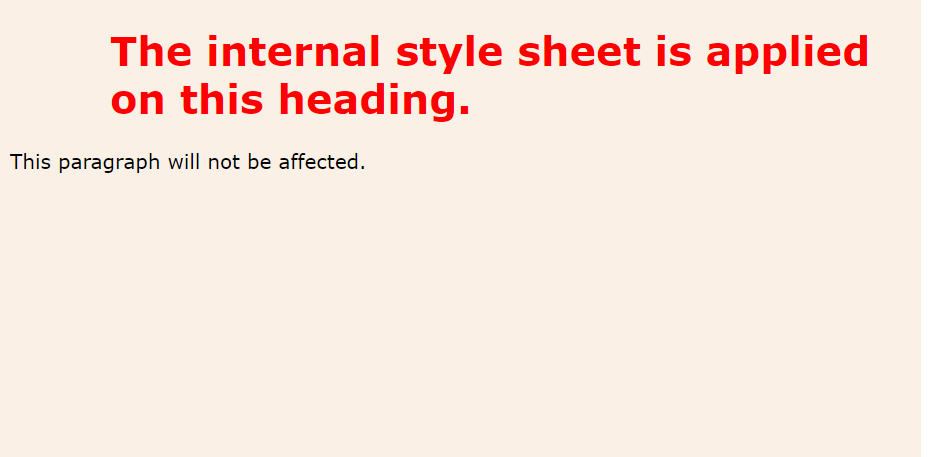 The internal style sheet is applied
on this heading.
This paragraph will not be affected.